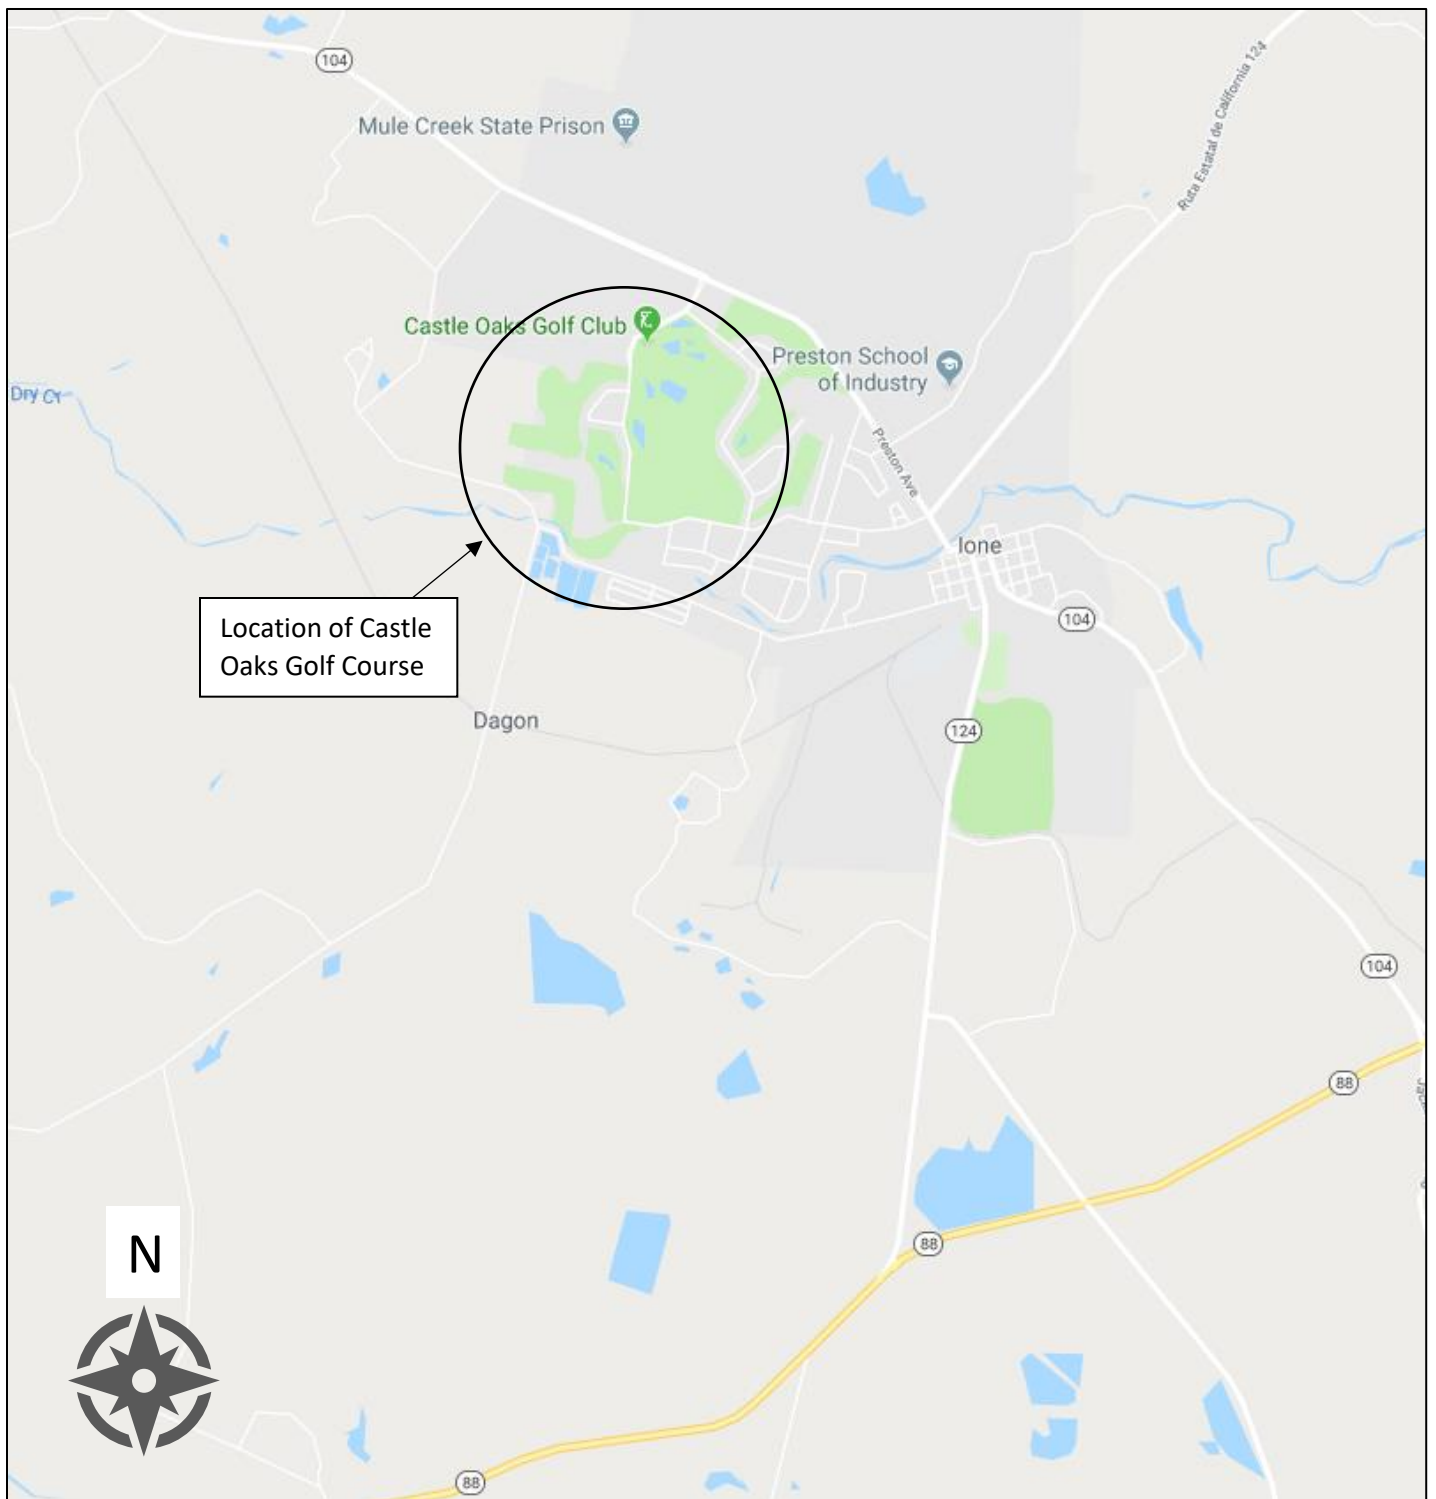 104
Ruta Estatal de California 124
Mule Creek State Prison
Castle Oaks Golf Club
Preston School
of Industry
Dry Cr
Preston Ave
Ione
Location of Castle
Oaks Golf Course
104
Dagon
124
104
88
88
N
88